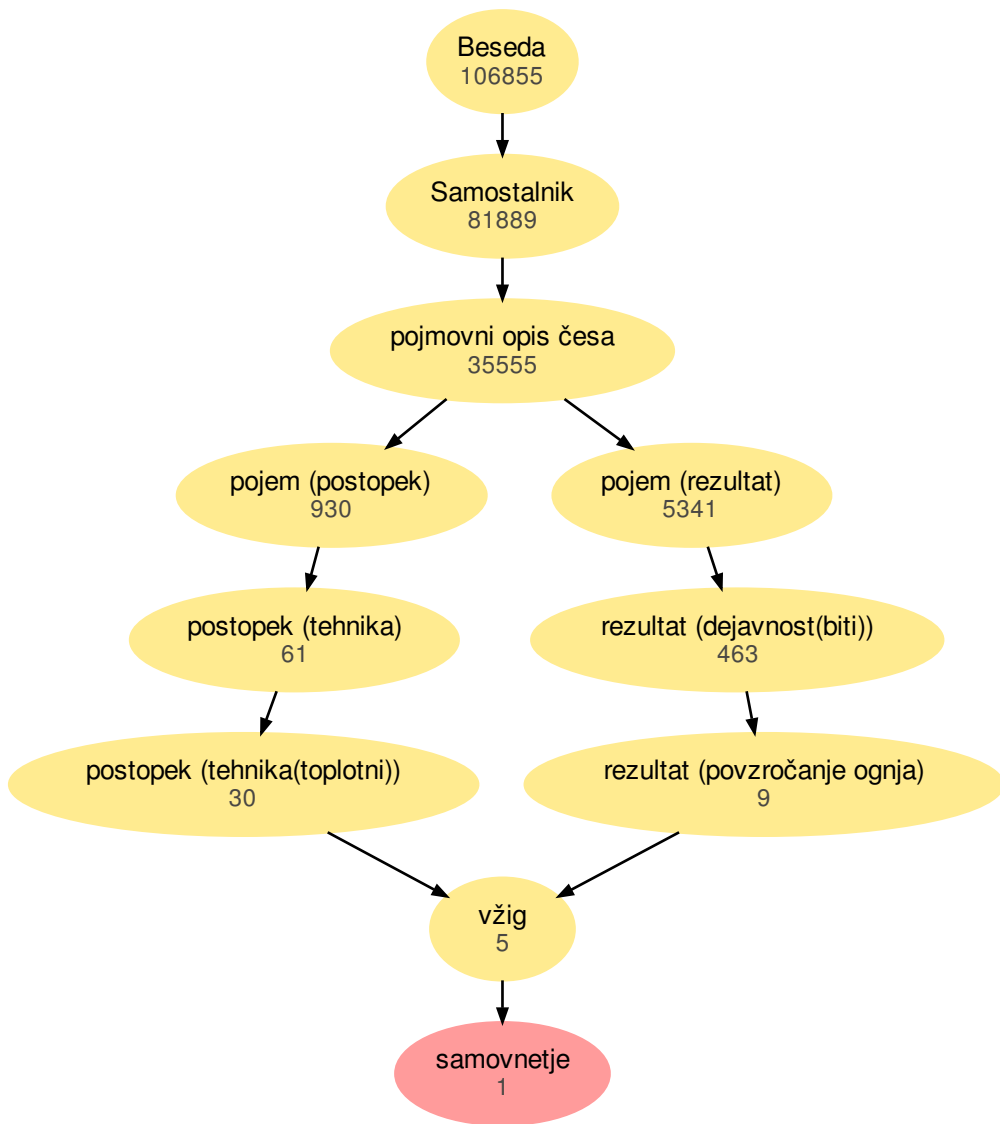 Beseda
106855
Samostalnik
81889
pojmovni opis česa
35555
pojem (postopek)
930
pojem (rezultat)
5341
postopek (tehnika)
61
rezultat (dejavnost(biti))
463
postopek (tehnika(toplotni))
30
rezultat (povzročanje ognja)
9
vžig
5
samovnetje
1